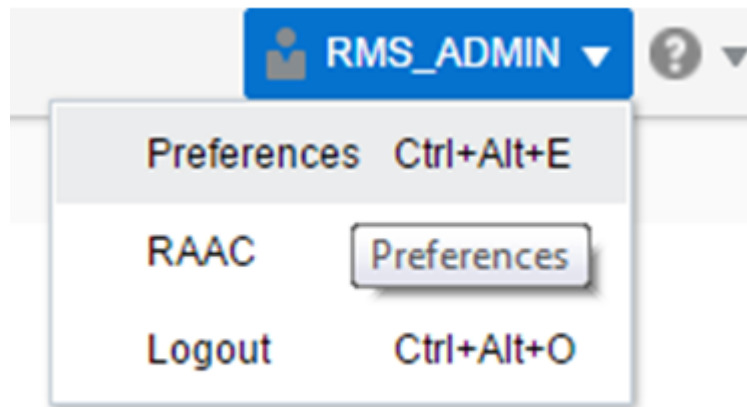 RMS_ADMIN
Preferences Ctrl+Alt+E
RAAC
Preferences
Logout Ctrl+Alt+O